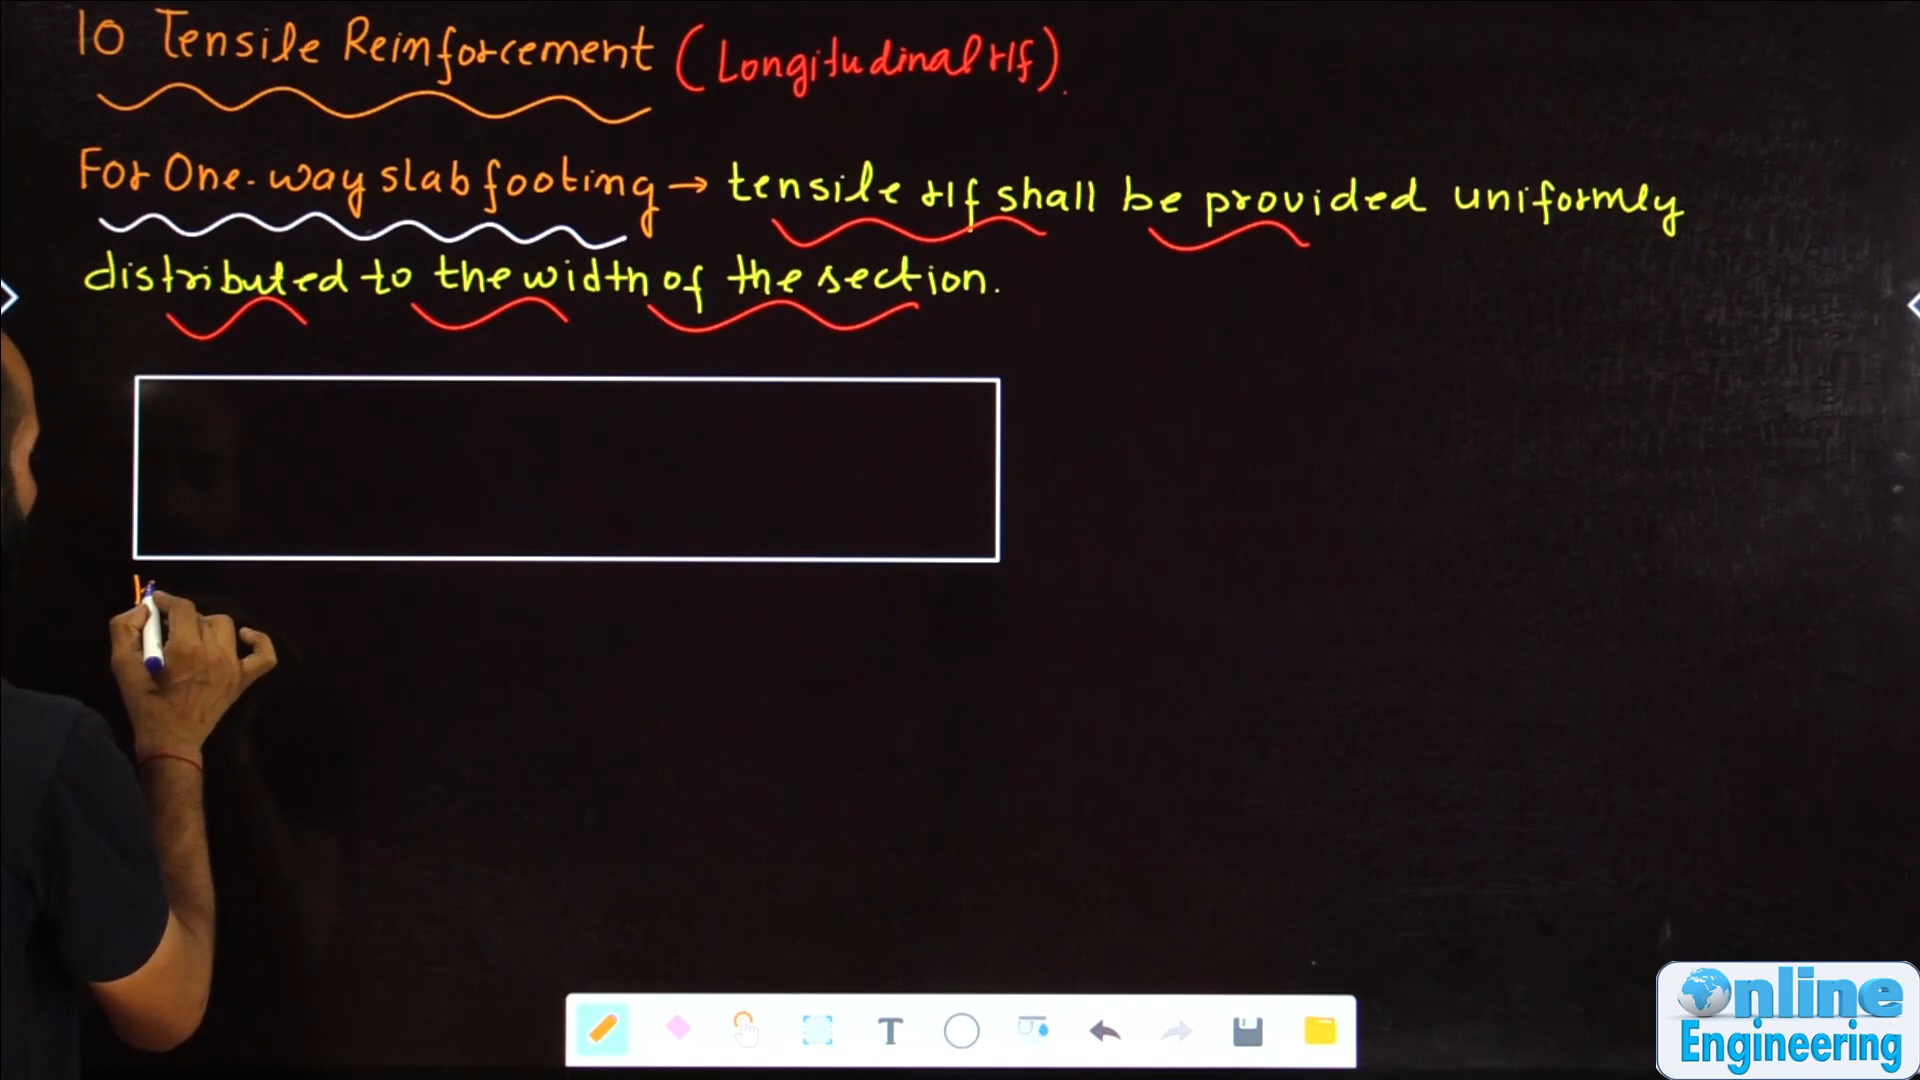 10 Tensile Reinforcement (Longitudinal r/f).
For One-way slab footing → tensile r/f shall be provided uniformly
distributed to the width of the section.
T
Online
Engineering